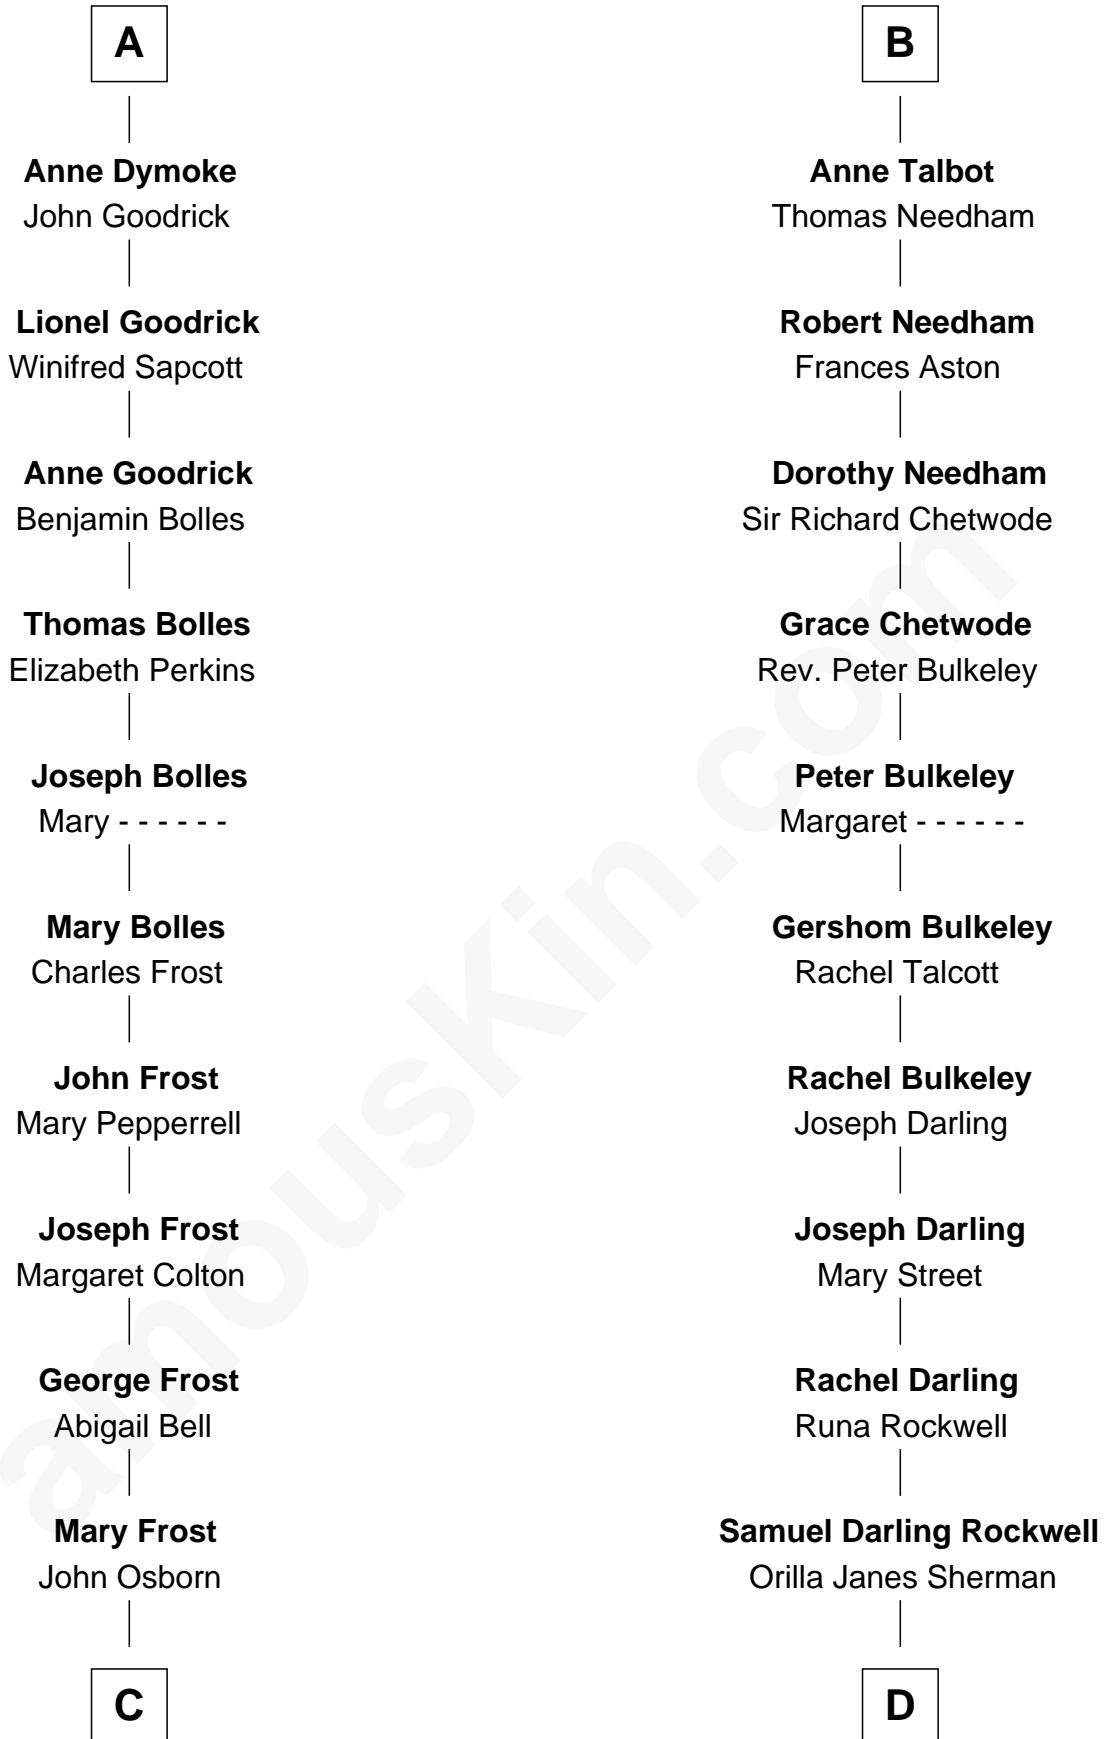 A
Anne Dymoke
John Goodrick
Lionel Goodrick
Winifred Sapcott
Anne Goodrick
Benjamin Bolles
Thomas Bolles
Elizabeth Perkins
Joseph Bolles
Mary - - - - - -
Mary Bolles
Charles Frost
John Frost
Mary Pepperrell
Joseph Frost
Margaret Colton
George Frost
Abigail Bell
Mary Frost
John Osborn
C
B
Anne Talbot
Thomas Needham
Robert Needham
Frances Aston
Dorothy Needham
Sir Richard Chetwode
Grace Chetwode
Rev. Peter Bulkeley
Peter Bulkeley
Margaret - - - - - -
Gershom Bulkeley
Rachel Talcott
Rachel Bulkeley
Joseph Darling
Joseph Darling
Mary Street
Rachel Darling
Runa Rockwell
Samuel Darling Rockwell
Orilla Janes Sherman
D
amousKin.com